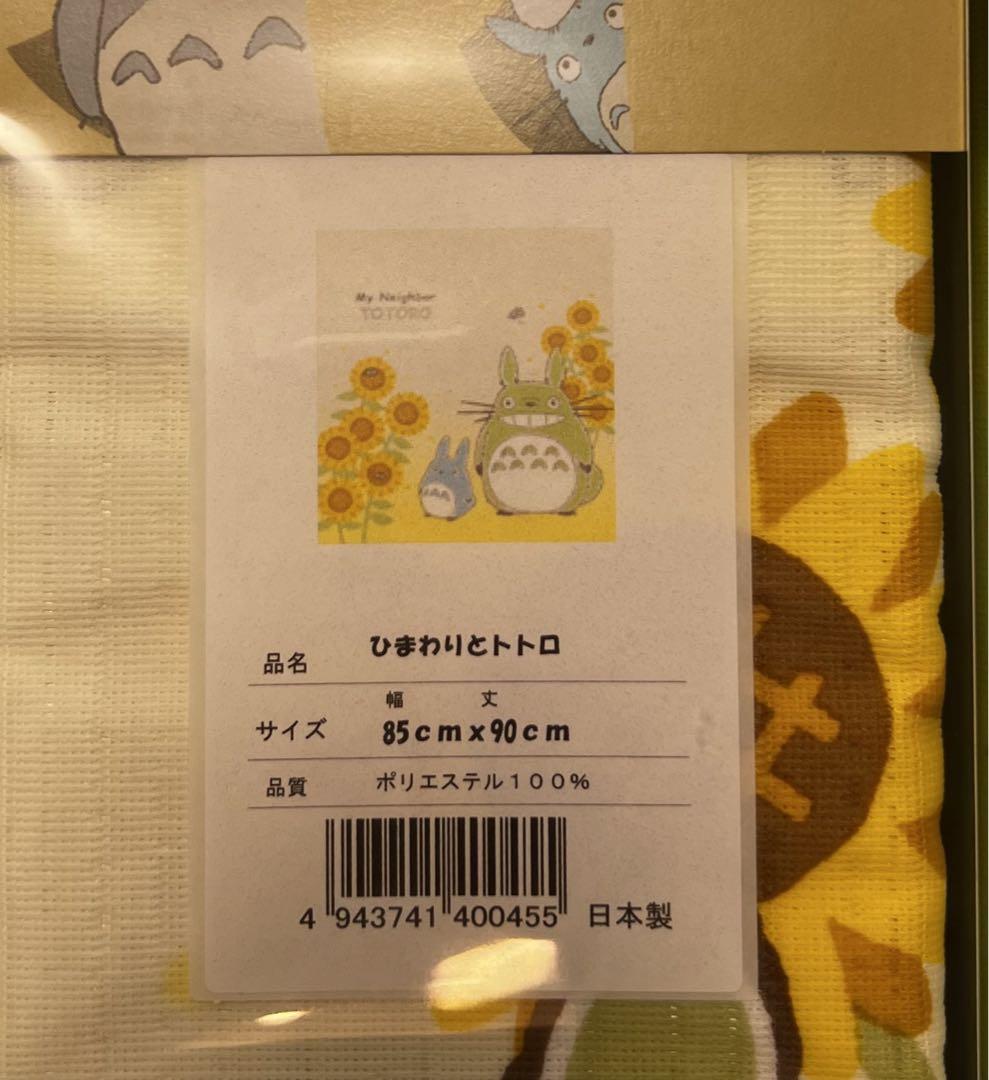 My Neighbor
TOTORO
品名 ひまわりとトトロ
幅 丈
サイズ 85cmx90cm
品質 ポリエステル100%
4 943741 400455 日本製